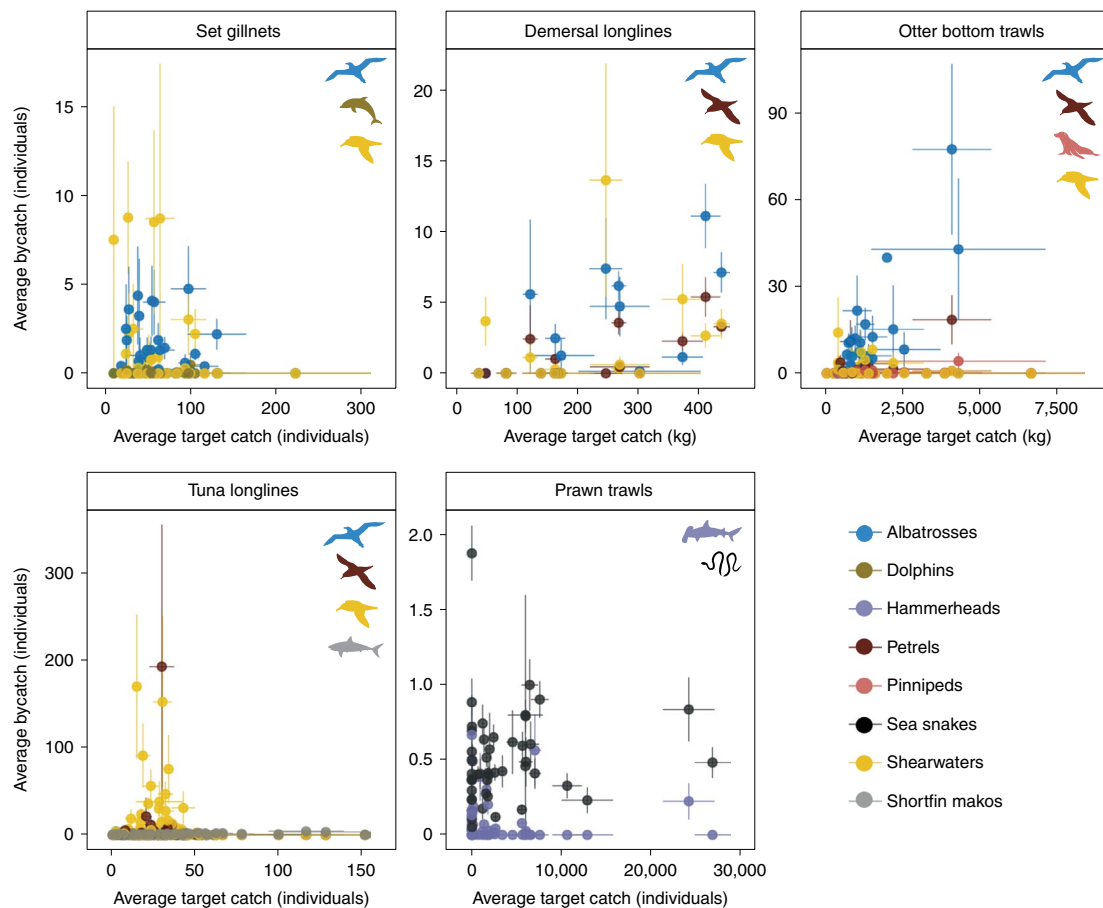 Set gillnets
Demersal longlines
Otter bottom trawls
Average bycatch (individuals)
15
10
5
0
0
100
200
300
Average target catch (individuals)
20
15
10
5
0
0
100
200
300
400
Average target catch (kg)
90
60
30
0
0
2,500
5,000
7,500
Average target catch (kg)
Tuna longlines
Prawn trawls
Average bycatch (individuals)
300
200
100
0
0
50
100
150
Average target catch (individuals)
2.0
1.5
1.0
0.5
0
0
10,000
20,000
30,000
Average target catch (individuals)
Albatrosses
Dolphins
Hammerheads
Petrels
Pinnipeds
Sea snakes
Shearwaters
Shortfin makos